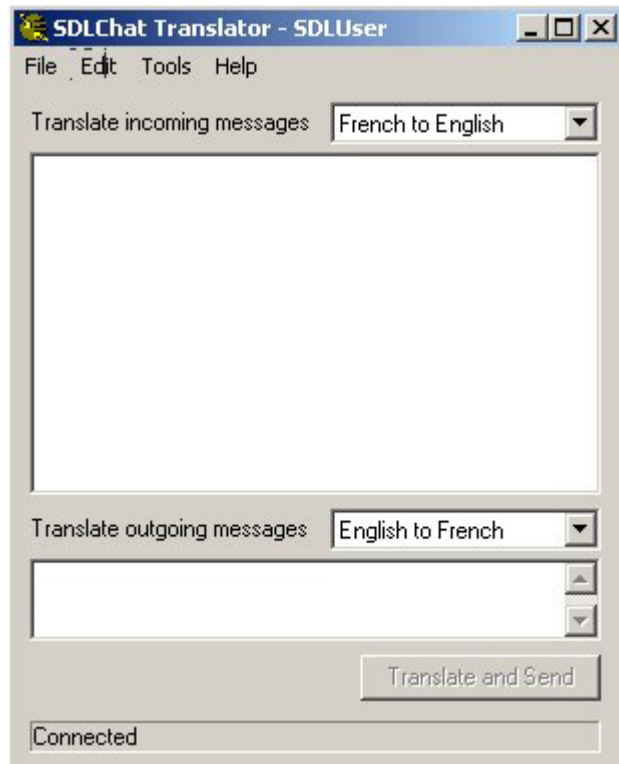 SDLChat Translator - SDLUser
File Edit Tools Help
Translate incoming messages French to English
Translate outgoing messages English to French
Translate and Send
Connected